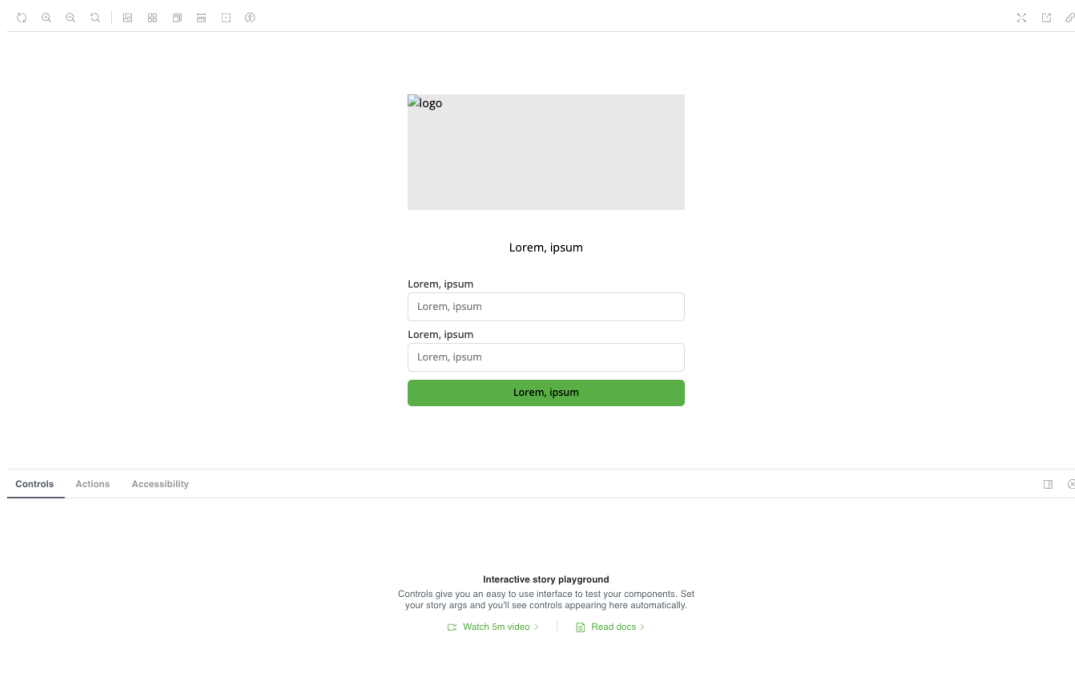 logo
Lorem, ipsum
Lorem, ipsum
Lorem, ipsum
Lorem, ipsum
Lorem, ipsum
Lorem, ipsum
Controls Actions Accessibility
Interactive story playground
Controls give you an easy to use interface to test your components. Set
your story args and you'll see controls appearing here automatically.
Watch 5m video Read docs